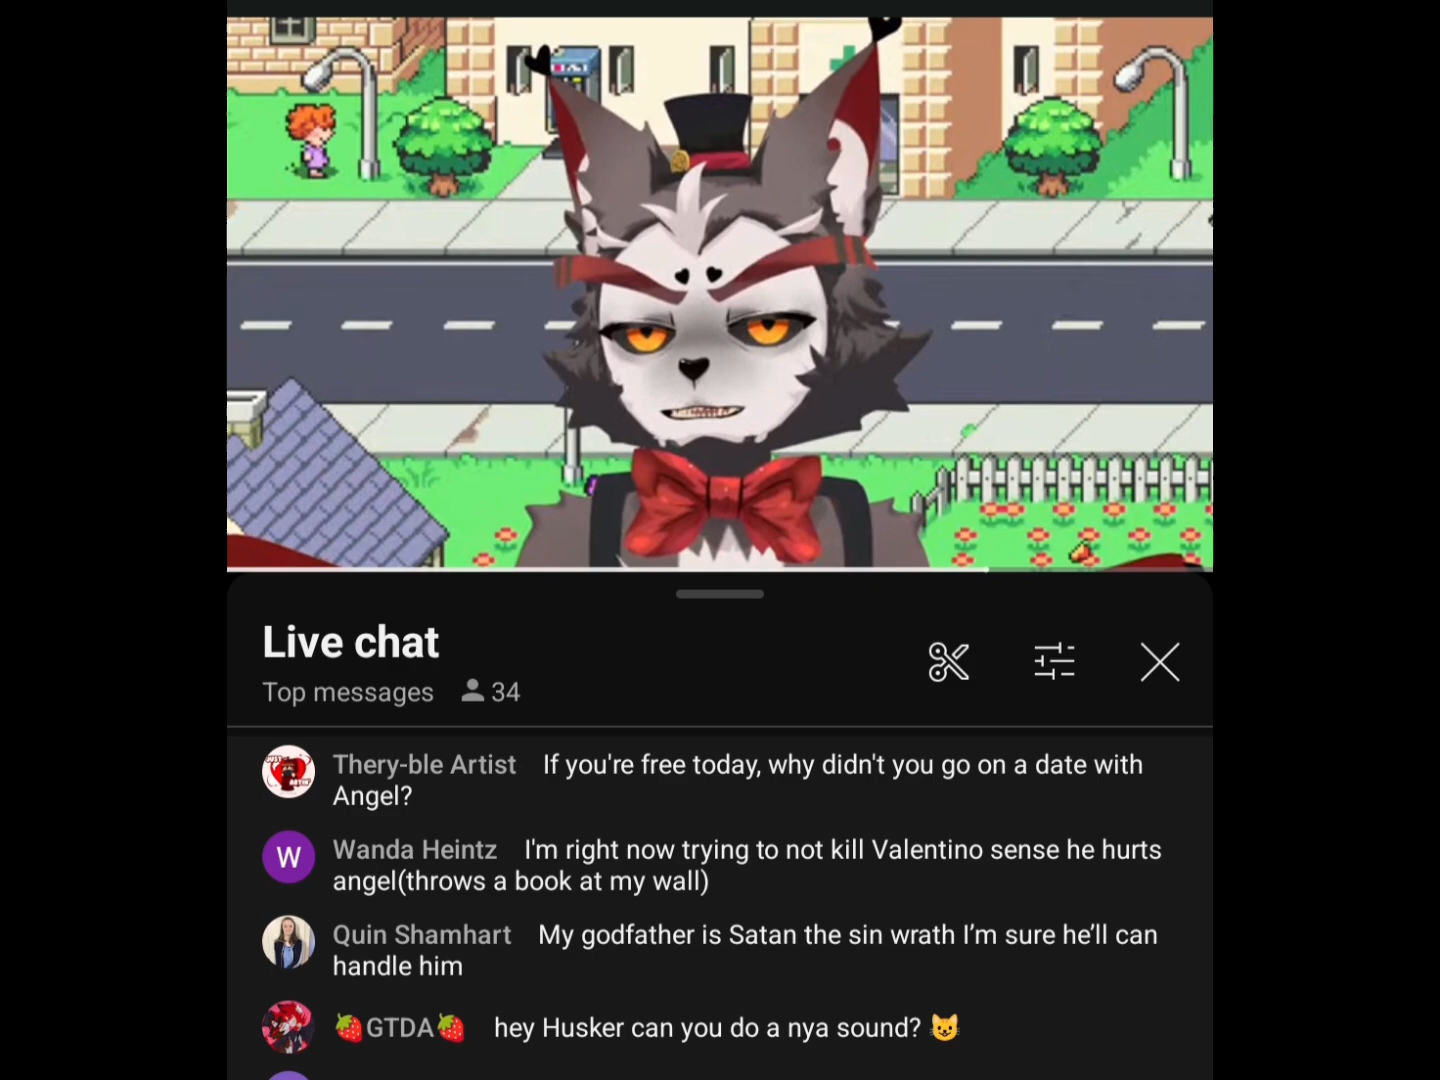 Live chat
Top messages 34
Thery-ble Artist If you're free today, why didn't you go on a date with
Angel?
W
Wanda Heintz I'm right now trying to not kill Valentino sense he hurts
angel(throws a book at my wall)
Quin Shamhart My godfather is Satan the sin wrath I’m sure he’ll can
handle him
🍓GTDA🍓 hey Husker can you do a nya sound? 😺